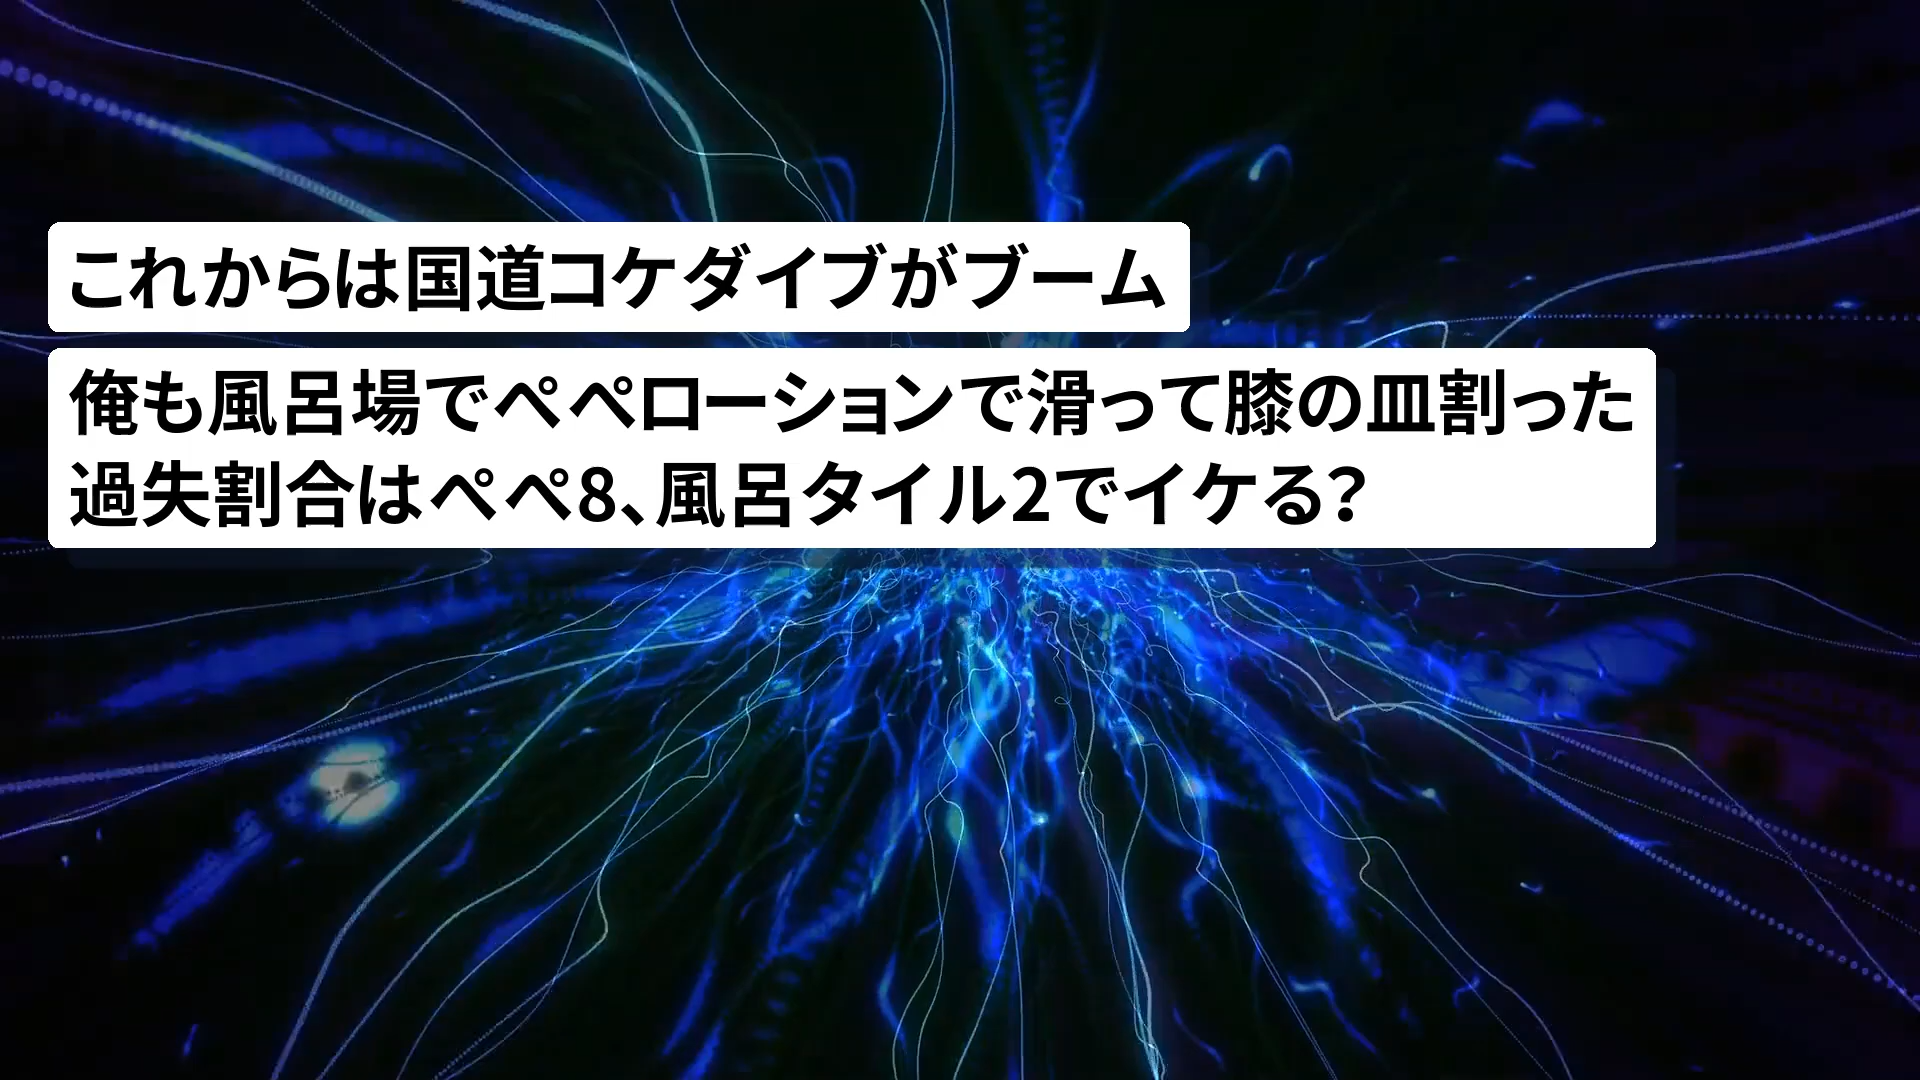 これからは国道コケダイブがブーム
俺も風呂場でペペローションで滑って膝の皿割った
過失割合はペペ8、風呂タイル2でイケる？